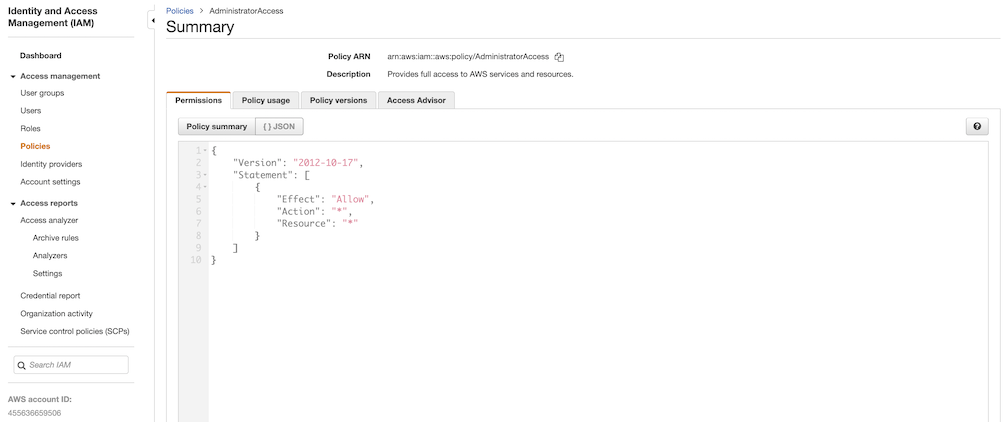 Identity and Access
Management (IAM)
Dashboard
Access management
User groups
Users
Roles
Policies
Identity providers
Account settings
Access reports
Access analyzer
Archive rules
Analyzers
Settings
Credential report
Organization activity
Service control policies (SCPs)
Search IAM
AWS account ID:
455636659506
Policies > AdministratorAccess
Summary
Policy ARN arn:aws:iam::aws:policy/AdministratorAccess
Description Provides full access to AWS services and resources.
Permissions Policy usage Policy versions Access Advisor
Policy summary { } JSON
1 {
2 "Version": "2012-10-17",
3 "Statement": [
4 {
5 "Effect": "Allow",
6 "Action": "*",
7 "Resource": "*"
8 }
9 ]
10 }